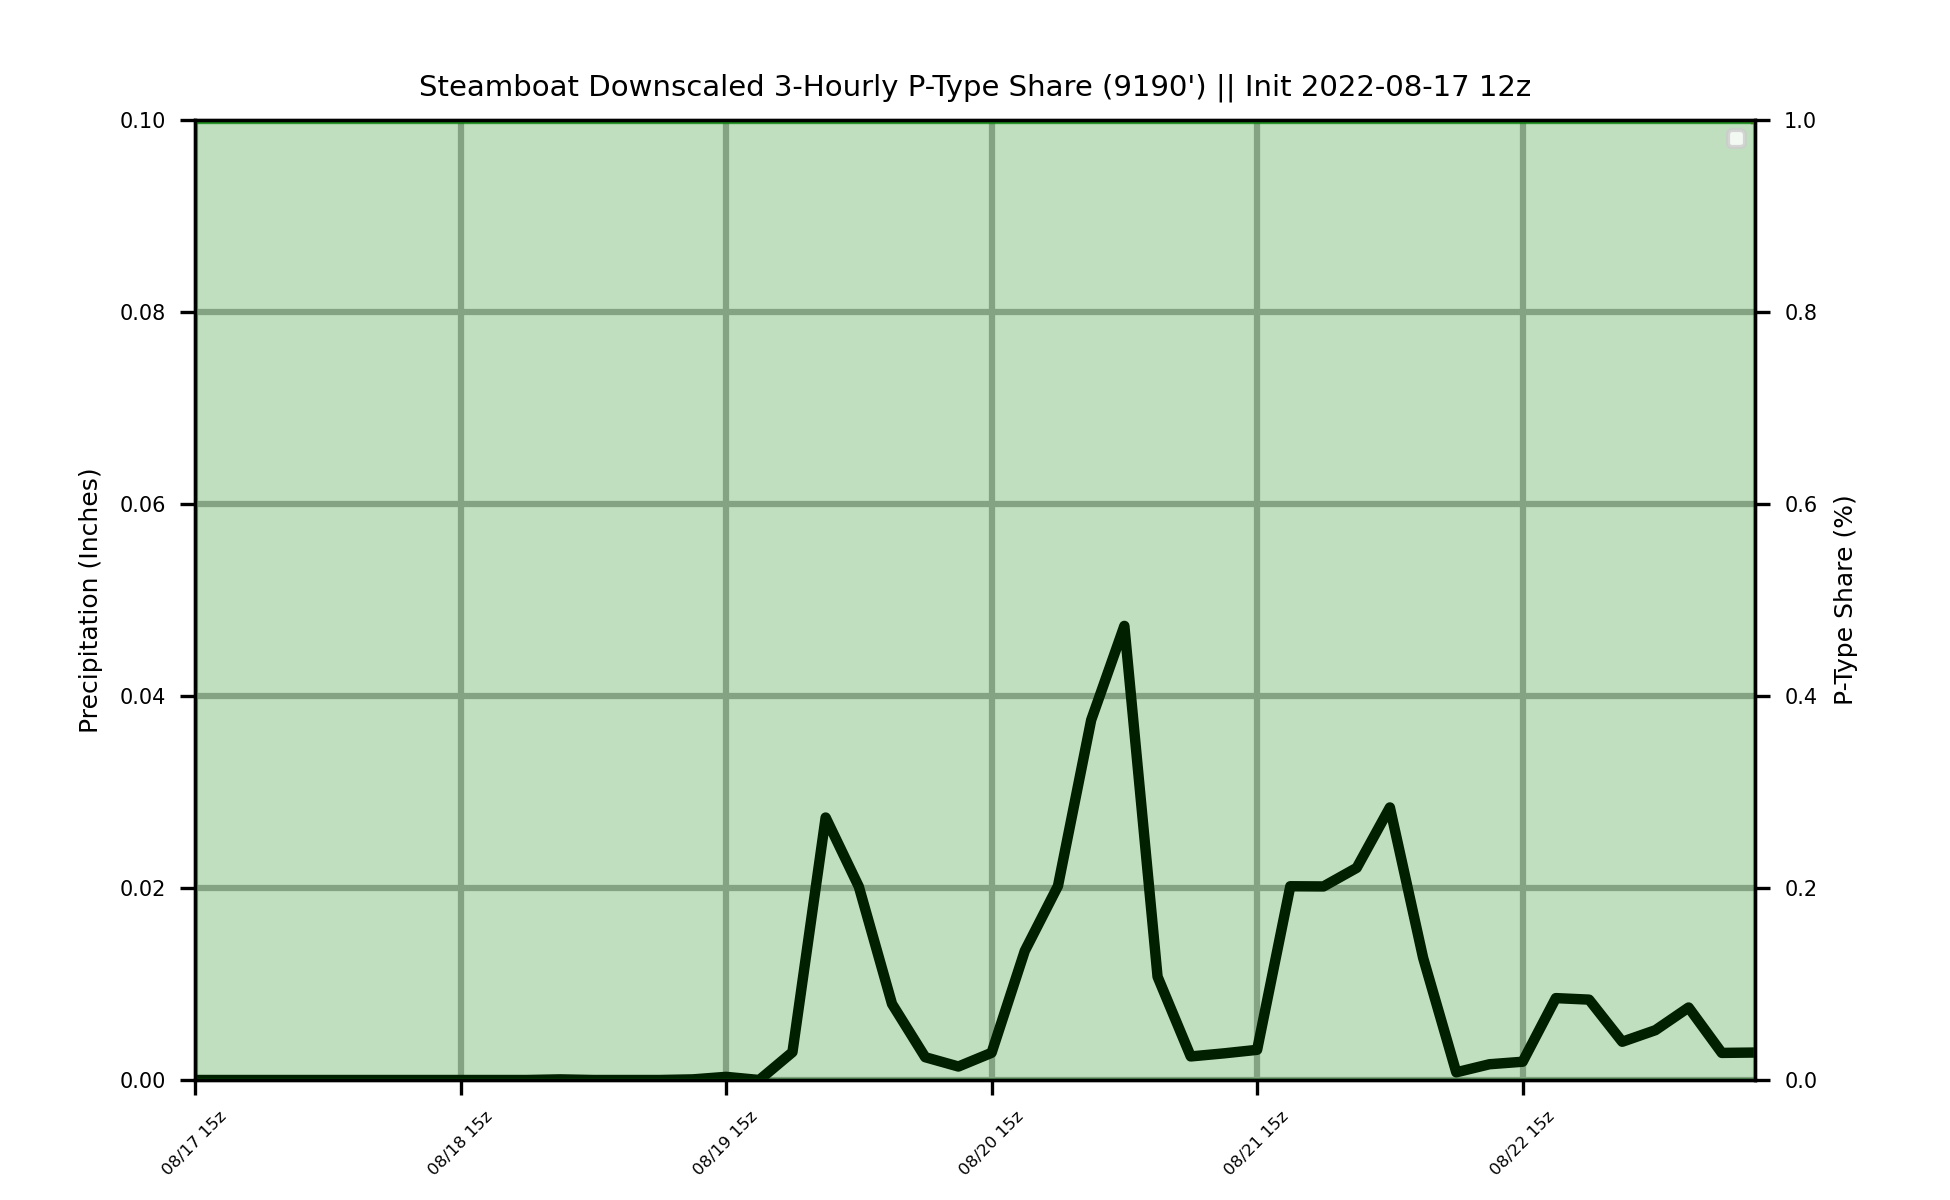 Steamboat Downscaled 3-Hourly P-Type Share (9190') || Init 2022-08-17 12z
Precipitation (Inches)
0.10
0.08
0.06
0.04
0.02
0.00
1.0
0.8
0.6
0.4
0.2
0.0
P-Type Share (%)
08/17 15z
08/18 15z
08/19 15z
08/20 15z
08/21 15z
08/22 15z